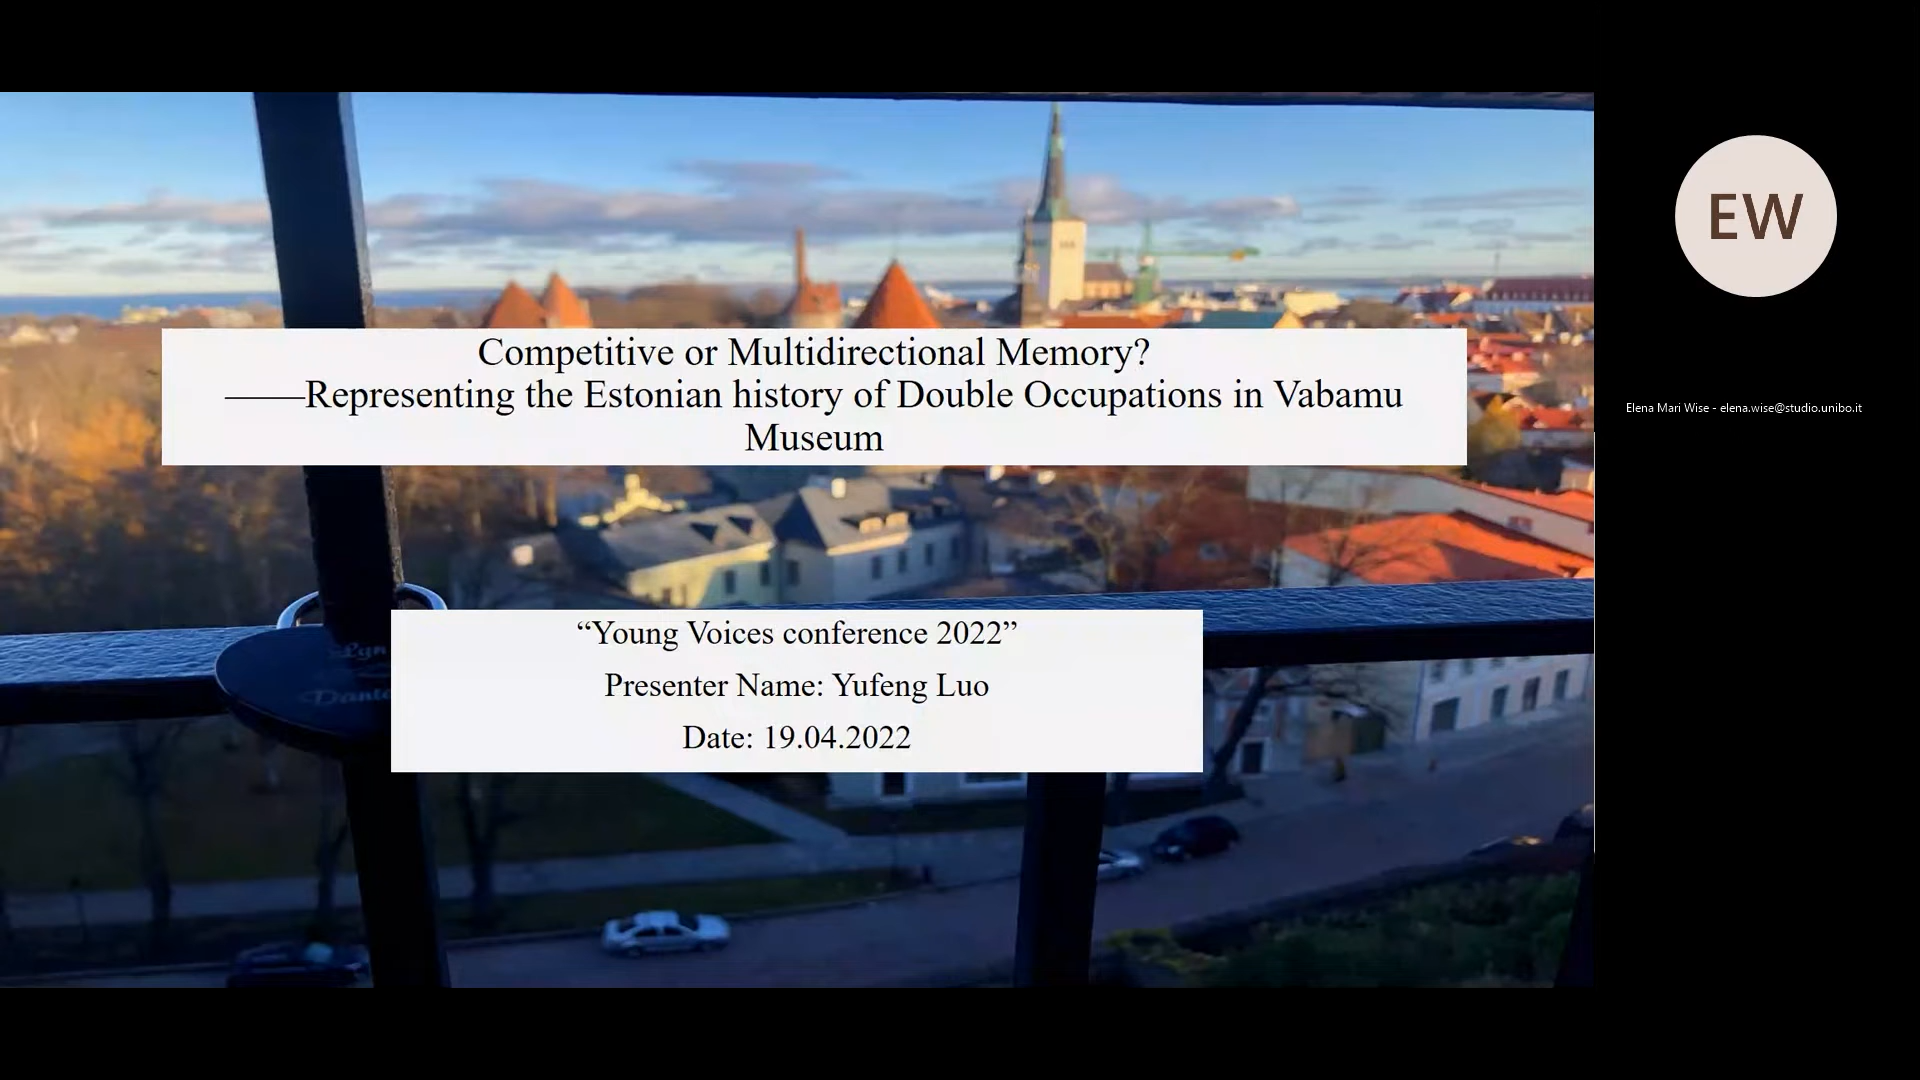 Competitive or Multidirectional Memory?
——Representing the Estonian history of Double Occupations in Vabamu
Museum
“Young Voices conference 2022”
Presenter Name: Yufeng Luo
Date: 19.04.2022
EW
Elena Mari Wise - elena.wise@studio.unibo.it